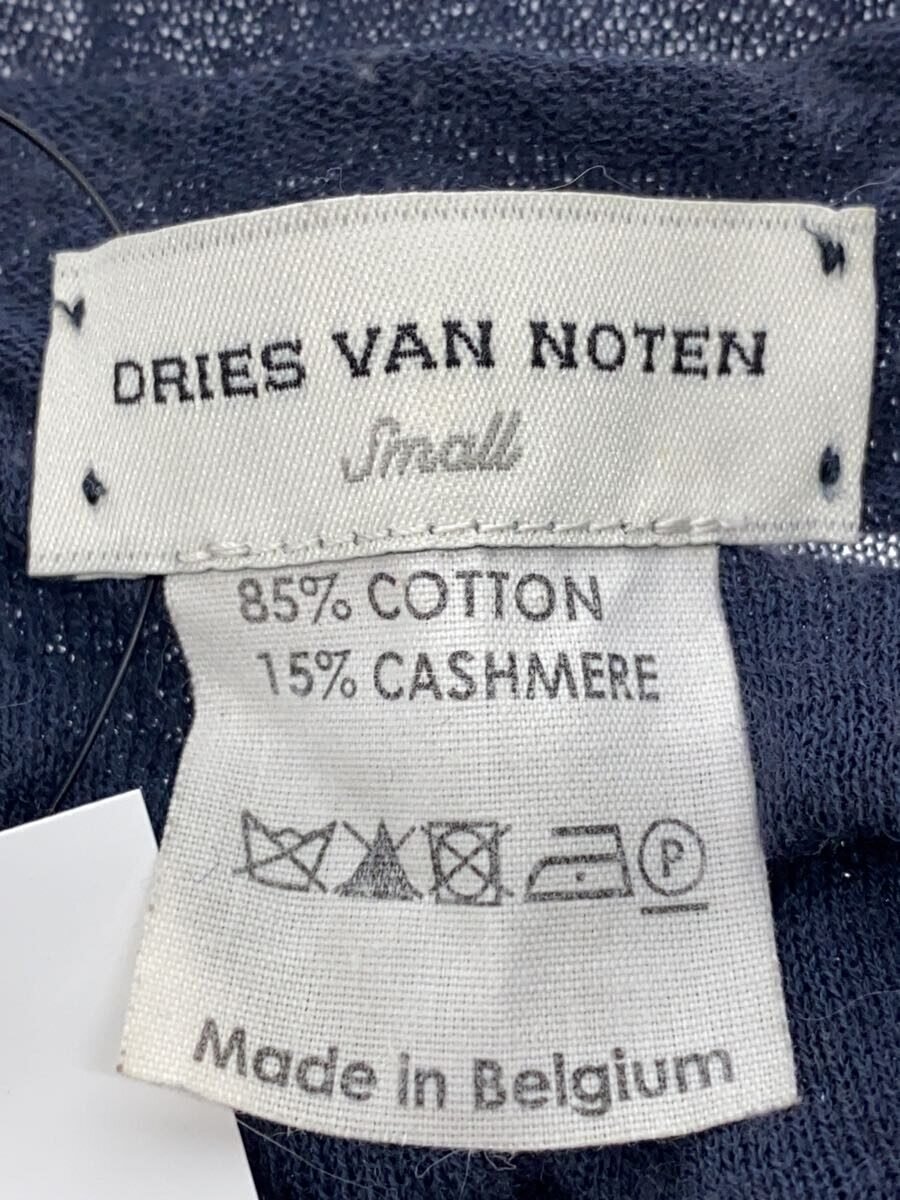 DRIES VAN NOTEN
Small
85% COTTON
15% CASHMERE
P
Made in Belgium